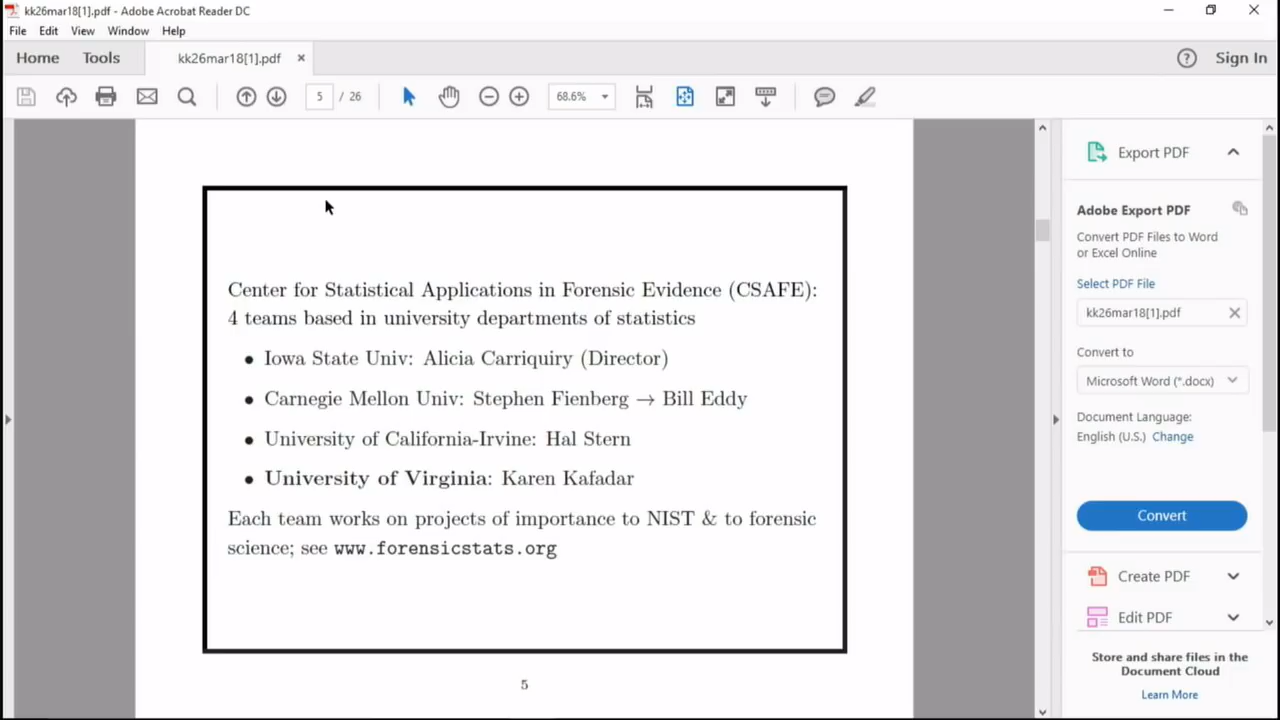 kk26mar18[1].pdf - Adobe Acrobat Reader DC
File Edit View Window Help
Home Tools kk26mar18[1].pdf × Sign In
5 / 26 68.6%
Center for Statistical Applications in Forensic Evidence (CSAFE):
4 teams based in university departments of statistics
• Iowa State Univ: Alicia Carriquiry (Director)
• Carnegie Mellon Univ: Stephen Fienberg → Bill Eddy
• University of California-Irvine: Hal Stern
• University of Virginia: Karen Kafadar
Each team works on projects of importance to NIST & to forensic
science; see www.forensicstats.org
5
Export PDF
Adobe Export PDF
Convert PDF Files to Word
or Excel Online
Select PDF File
kk26mar18[1].pdf
Convert to
Microsoft Word (*.docx)
Document Language:
English (U.S.) Change
Convert
Create PDF
Edit PDF
Store and share files in the
Document Cloud
Learn More